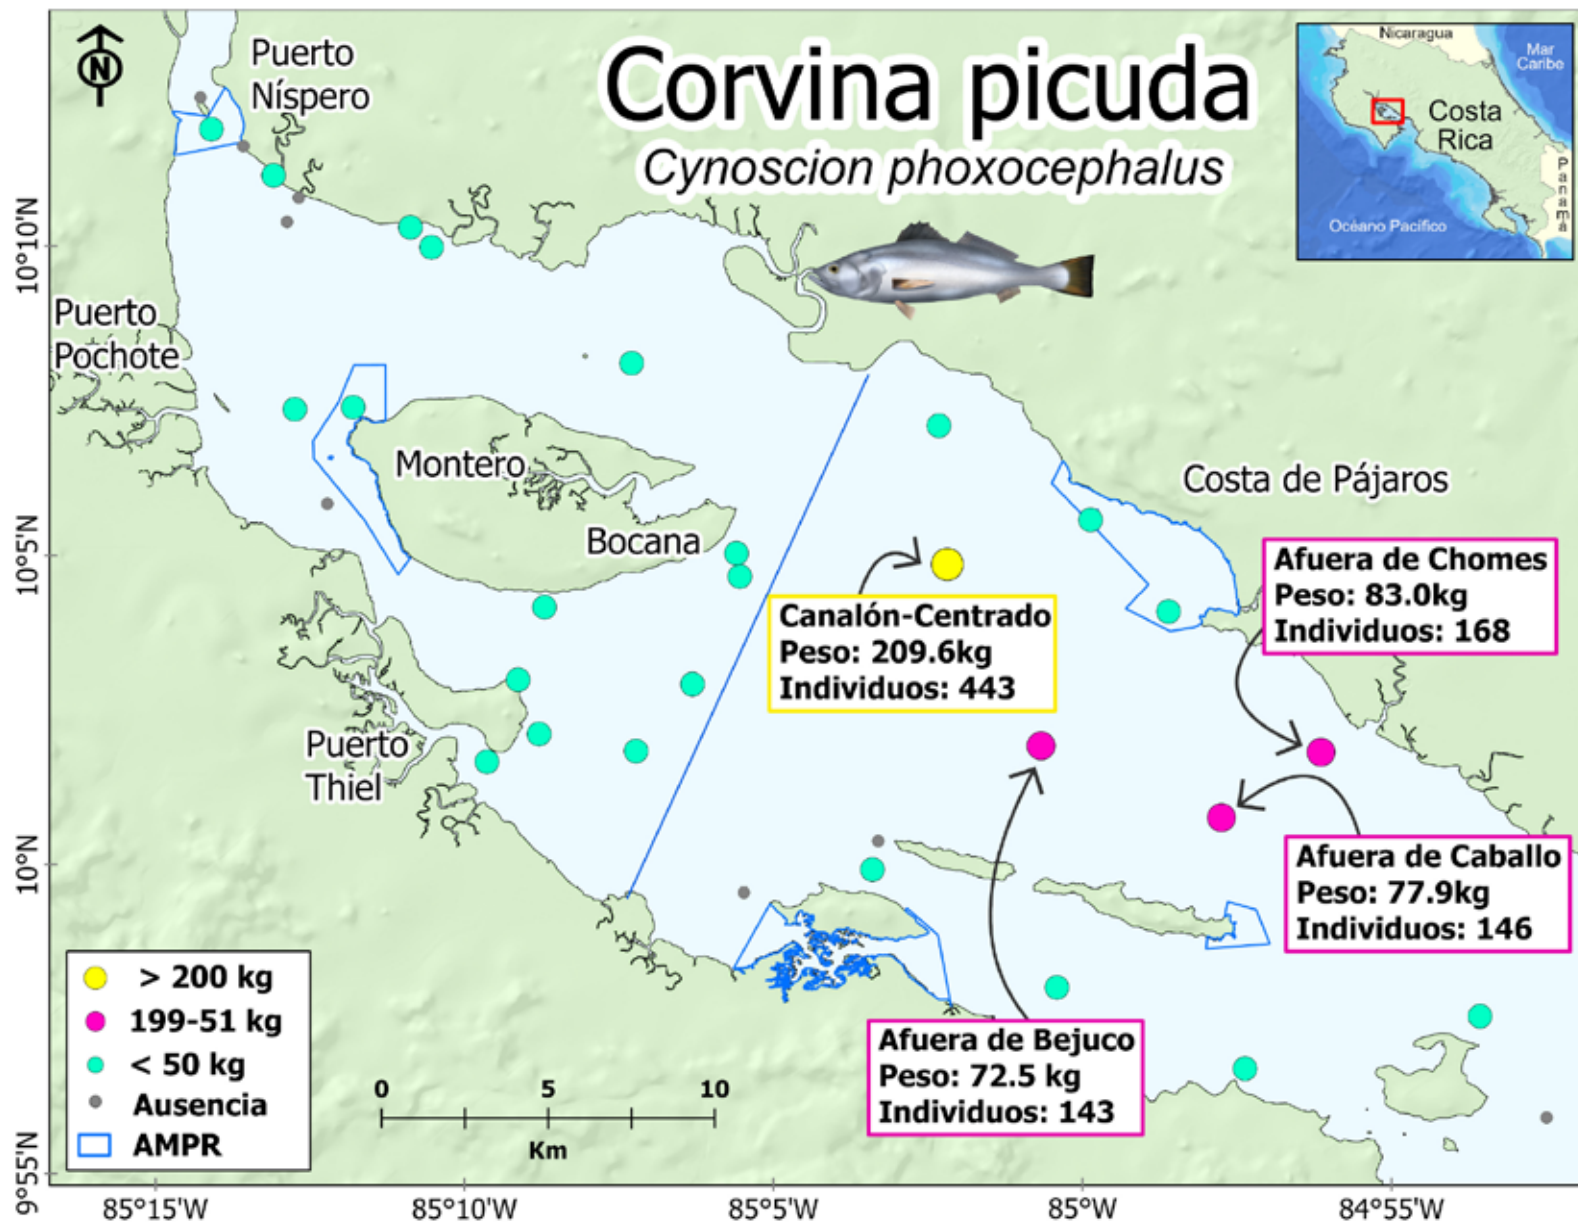 Corvina picuda
Cynoscion phoxocephalus
N
Puerto
Níspero
Nicaragua
Mar
Caribe
Costa
Rica
Panamá
Océano Pacífico
10°10'N
10°5'N
10°N
9°55'N
Puerto
Pochote
Montero
Bocana
Costa de Pájaros
Puerto
Thiel
Canalón-Centrado
Peso: 209.6kg
Individuos: 443
Afuera de Chomes
Peso: 83.0kg
Individuos: 168
Afuera de Caballo
Peso: 77.9kg
Individuos: 146
Afuera de Bejuco
Peso: 72.5 kg
Individuos: 143
> 200 kg
199-51 kg
< 50 kg
Ausencia
AMPR
0 5 10
Km
85°15'W 85°10'W 85°5'W 85°W 84°55'W